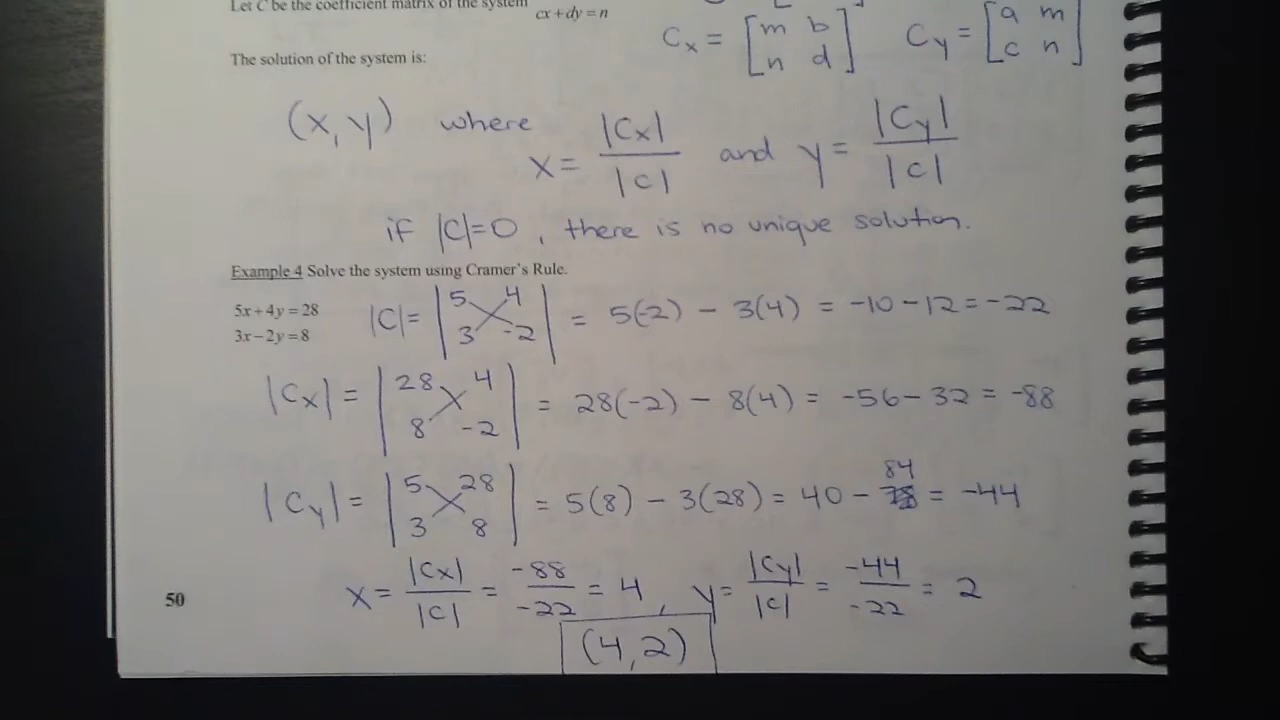 Let C be the coefficient matrix of the system
cx + dy = n
Cx = [m b
n d]
Cy = [a m
c n]
The solution of the system is:
(x, y) where x = |Cx| / |C| and y = |Cy| / |C|
if |C|=0, there is no unique solution.
Example 4 Solve the system using Cramer's Rule.
5x + 4y = 28
3x − 2y = 8
|C| = |5 4
3 -2| = 5(-2) − 3(4) = -10 − 12 = -22
|Cx| = |28 4
8 -2| = 28(-2) − 8(4) = -56 − 32 = -88
|Cy| = |5 28
3 8| = 5(8) − 3(28) = 40 − 84 = -44
x = |Cx| / |C| = -88 / -22 = 4, y = |Cy| / |C| = -44 / -22 = 2
(4, 2)
50